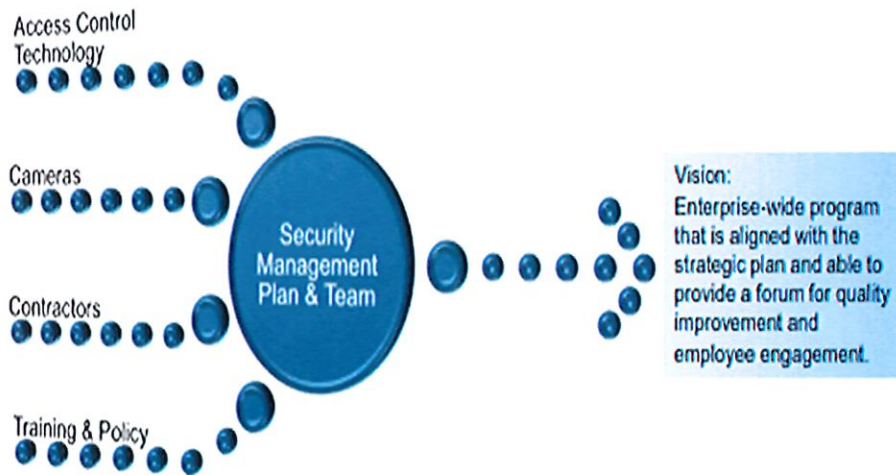 Access Control
Technology
Cameras
Contractors
Training & Policy
Security
Management
Plan & Team
Vision:
Enterprise-wide program
that is aligned with the
strategic plan and able to
provide a forum for quality
improvement and
employee engagement.